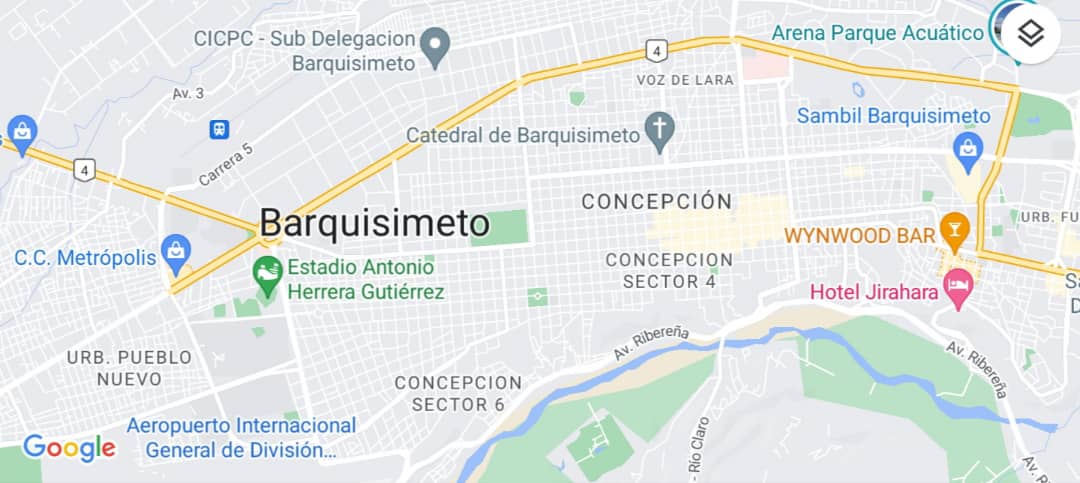 Arena Parque Acuático
CICPC - Sub Delegacion
Barquisimeto
4
VOZ DE LARA
Av. 3
Sambil Barquisimeto
Catedral de Barquisimeto
Carrera 5
4
CONCEPCIÓN
Barquisimeto
URB. FU
WYNWOOD BAR
C.C. Metrópolis
Estadio Antonio
Herrera Gutiérrez
CONCEPCION
SECTOR 4
Hotel Jirahara
Av. Ribereña
Av. Ribereña
URB. PUEBLO
NUEVO
CONCEPCION
SECTOR 6
Río Claro
Aeropuerto Internacional
General de División...
Google